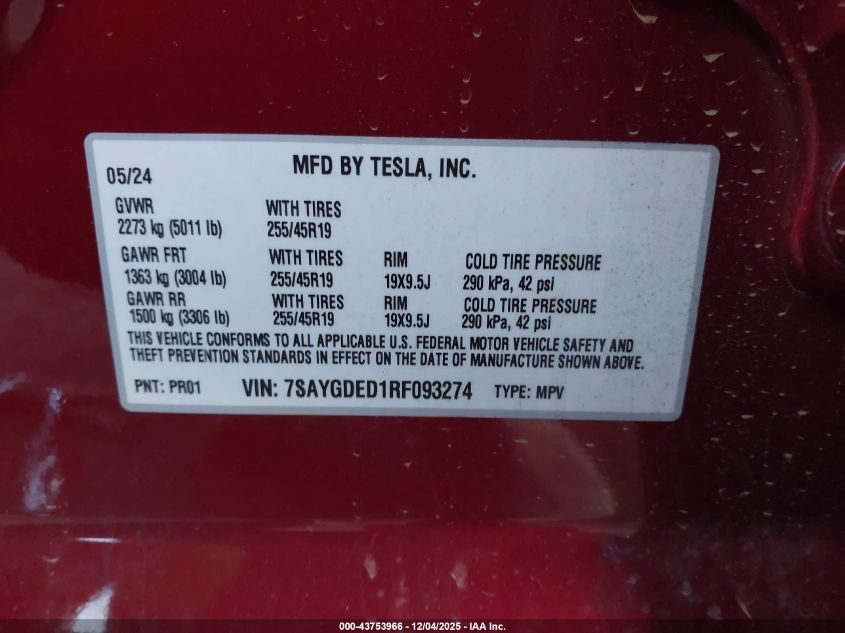 MFD BY TESLA, INC.
05/24
GVWR WITH TIRES
2273 kg (5011 lb) 255/45R19
GAWR FRT WITH TIRES RIM COLD TIRE PRESSURE
1363 kg (3004 lb) 255/45R19 19X9.5J 290 kPa, 42 psi
GAWR RR WITH TIRES RIM COLD TIRE PRESSURE
1500 kg (3306 lb) 255/45R19 19X9.5J 290 kPa, 42 psi
THIS VEHICLE CONFORMS TO ALL APPLICABLE U.S. FEDERAL MOTOR VEHICLE SAFETY AND
THEFT PREVENTION STANDARDS IN EFFECT ON THE DATE OF MANUFACTURE SHOWN ABOVE.
PNT: PR01 VIN: 7SAYGDED1RF093274 TYPE: MPV
000-43753966 - 12/04/2025 - IAA Inc.